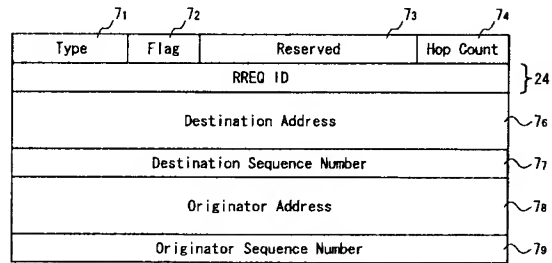 7₁ 7₂ 7₃ 7₄
Type Flag Reserved Hop Count
RREQ ID 24
Destination Address 7₆
Destination Sequence Number 7₇
Originator Address 7₈
Originator Sequence Number 7₉